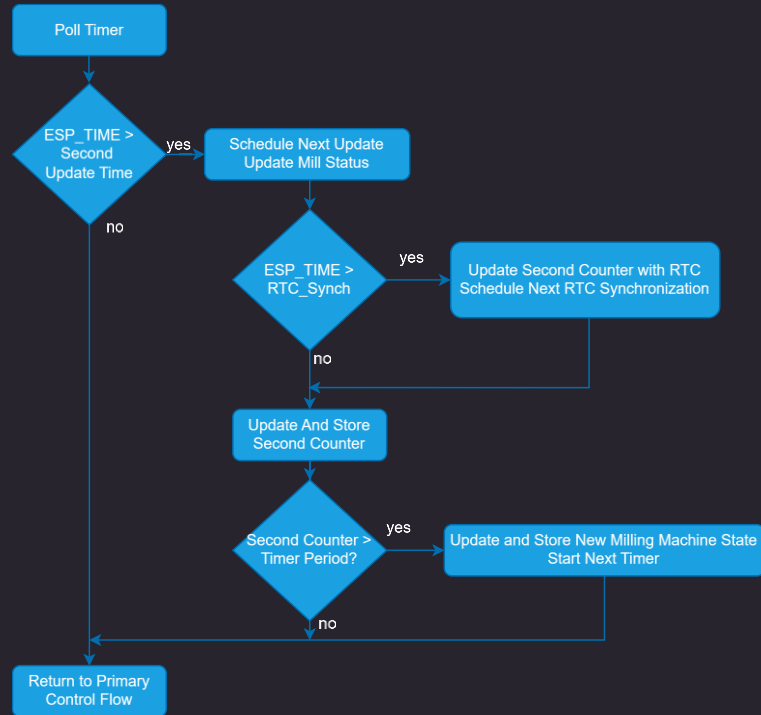 Poll Timer
ESP_TIME >
Second
Update Time
yes
Schedule Next Update
Update Mill Status
no
ESP_TIME >
RTC_Synch
yes
Update Second Counter with RTC
Schedule Next RTC Synchronization
no
Update And Store
Second Counter
Second Counter >
Timer Period?
yes
Update and Store New Milling Machine State
Start Next Timer
no
Return to Primary
Control Flow